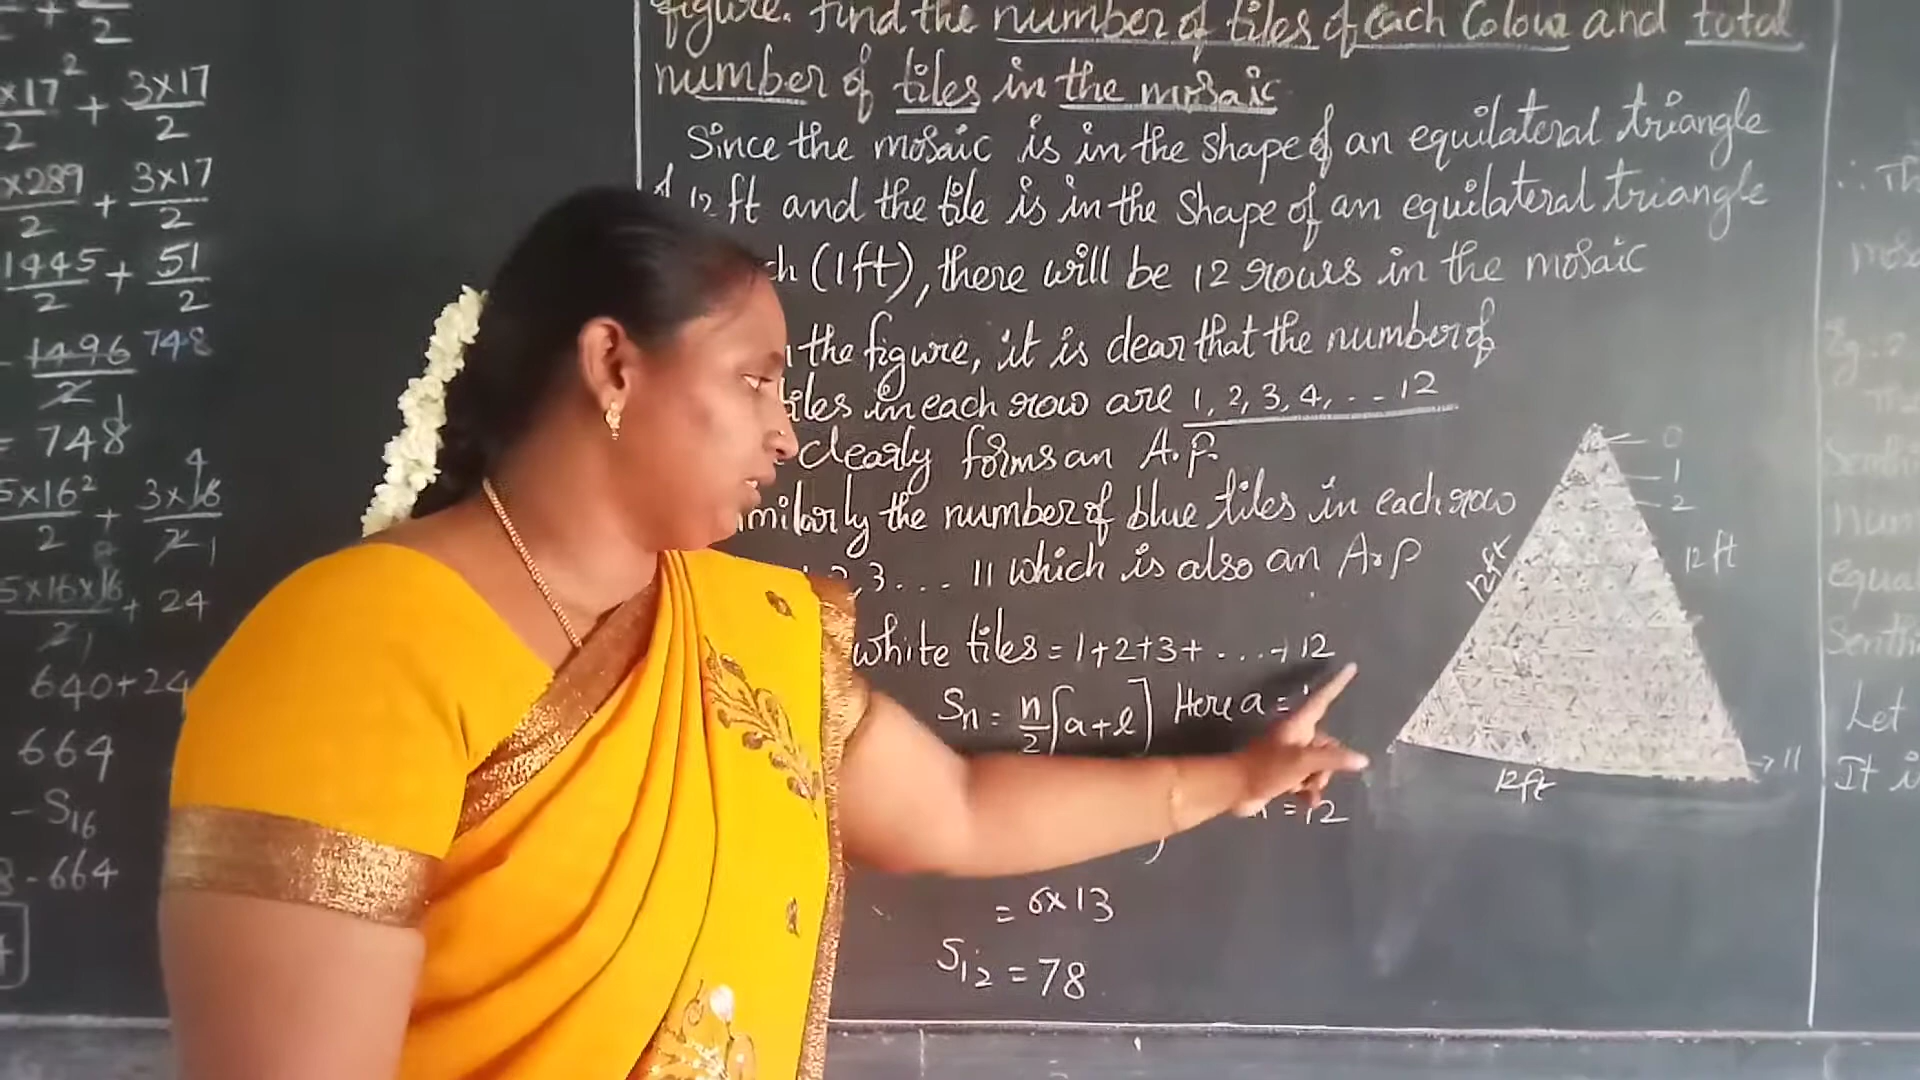 2
×17² + 3×17
2 2
×289 + 3×17
2 2
1445 + 51
2 2
1496 748
2 1
= 748
4
5×16² + 3×16
2 2 1
5×16×16 + 24
2 1
640+24
664
- S16
- 664
figure. Find the number of tiles of each Colour and total
number of tiles in the mosaic
Since the mosaic is in the shape of an equilateral triangle
of 12 ft and the tile is in the shape of an equilateral triangle
(1ft), there will be 12 rows in the mosaic
the figure, it is clear that the number of
tiles in each row are 1, 2, 3, 4, ... 12
clearly forms an A.P.
the number of blue tiles in each row
3 ... 11 which is also an A.P
white tiles = 1+2+3+ ... +12
Sn = n/2 [a+l] Here a =
=12
= 6×13
S12 = 78
0
1
2
12ft
12 ft
12ft
11
Let